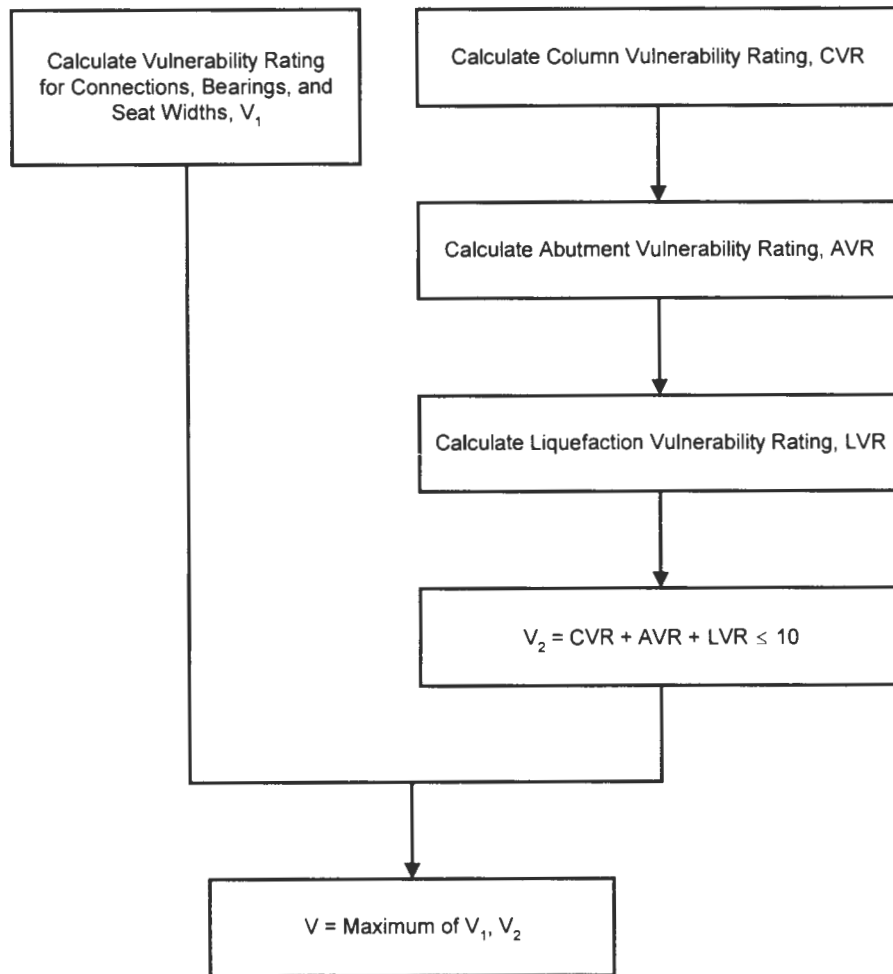 Calculate Vulnerability Rating
for Connections, Bearings, and
Seat Widths, V₁
Calculate Column Vulnerability Rating, CVR
Calculate Abutment Vulnerability Rating, AVR
Calculate Liquefaction Vulnerability Rating, LVR
V₂ = CVR + AVR + LVR ≤ 10
V = Maximum of V₁, V₂